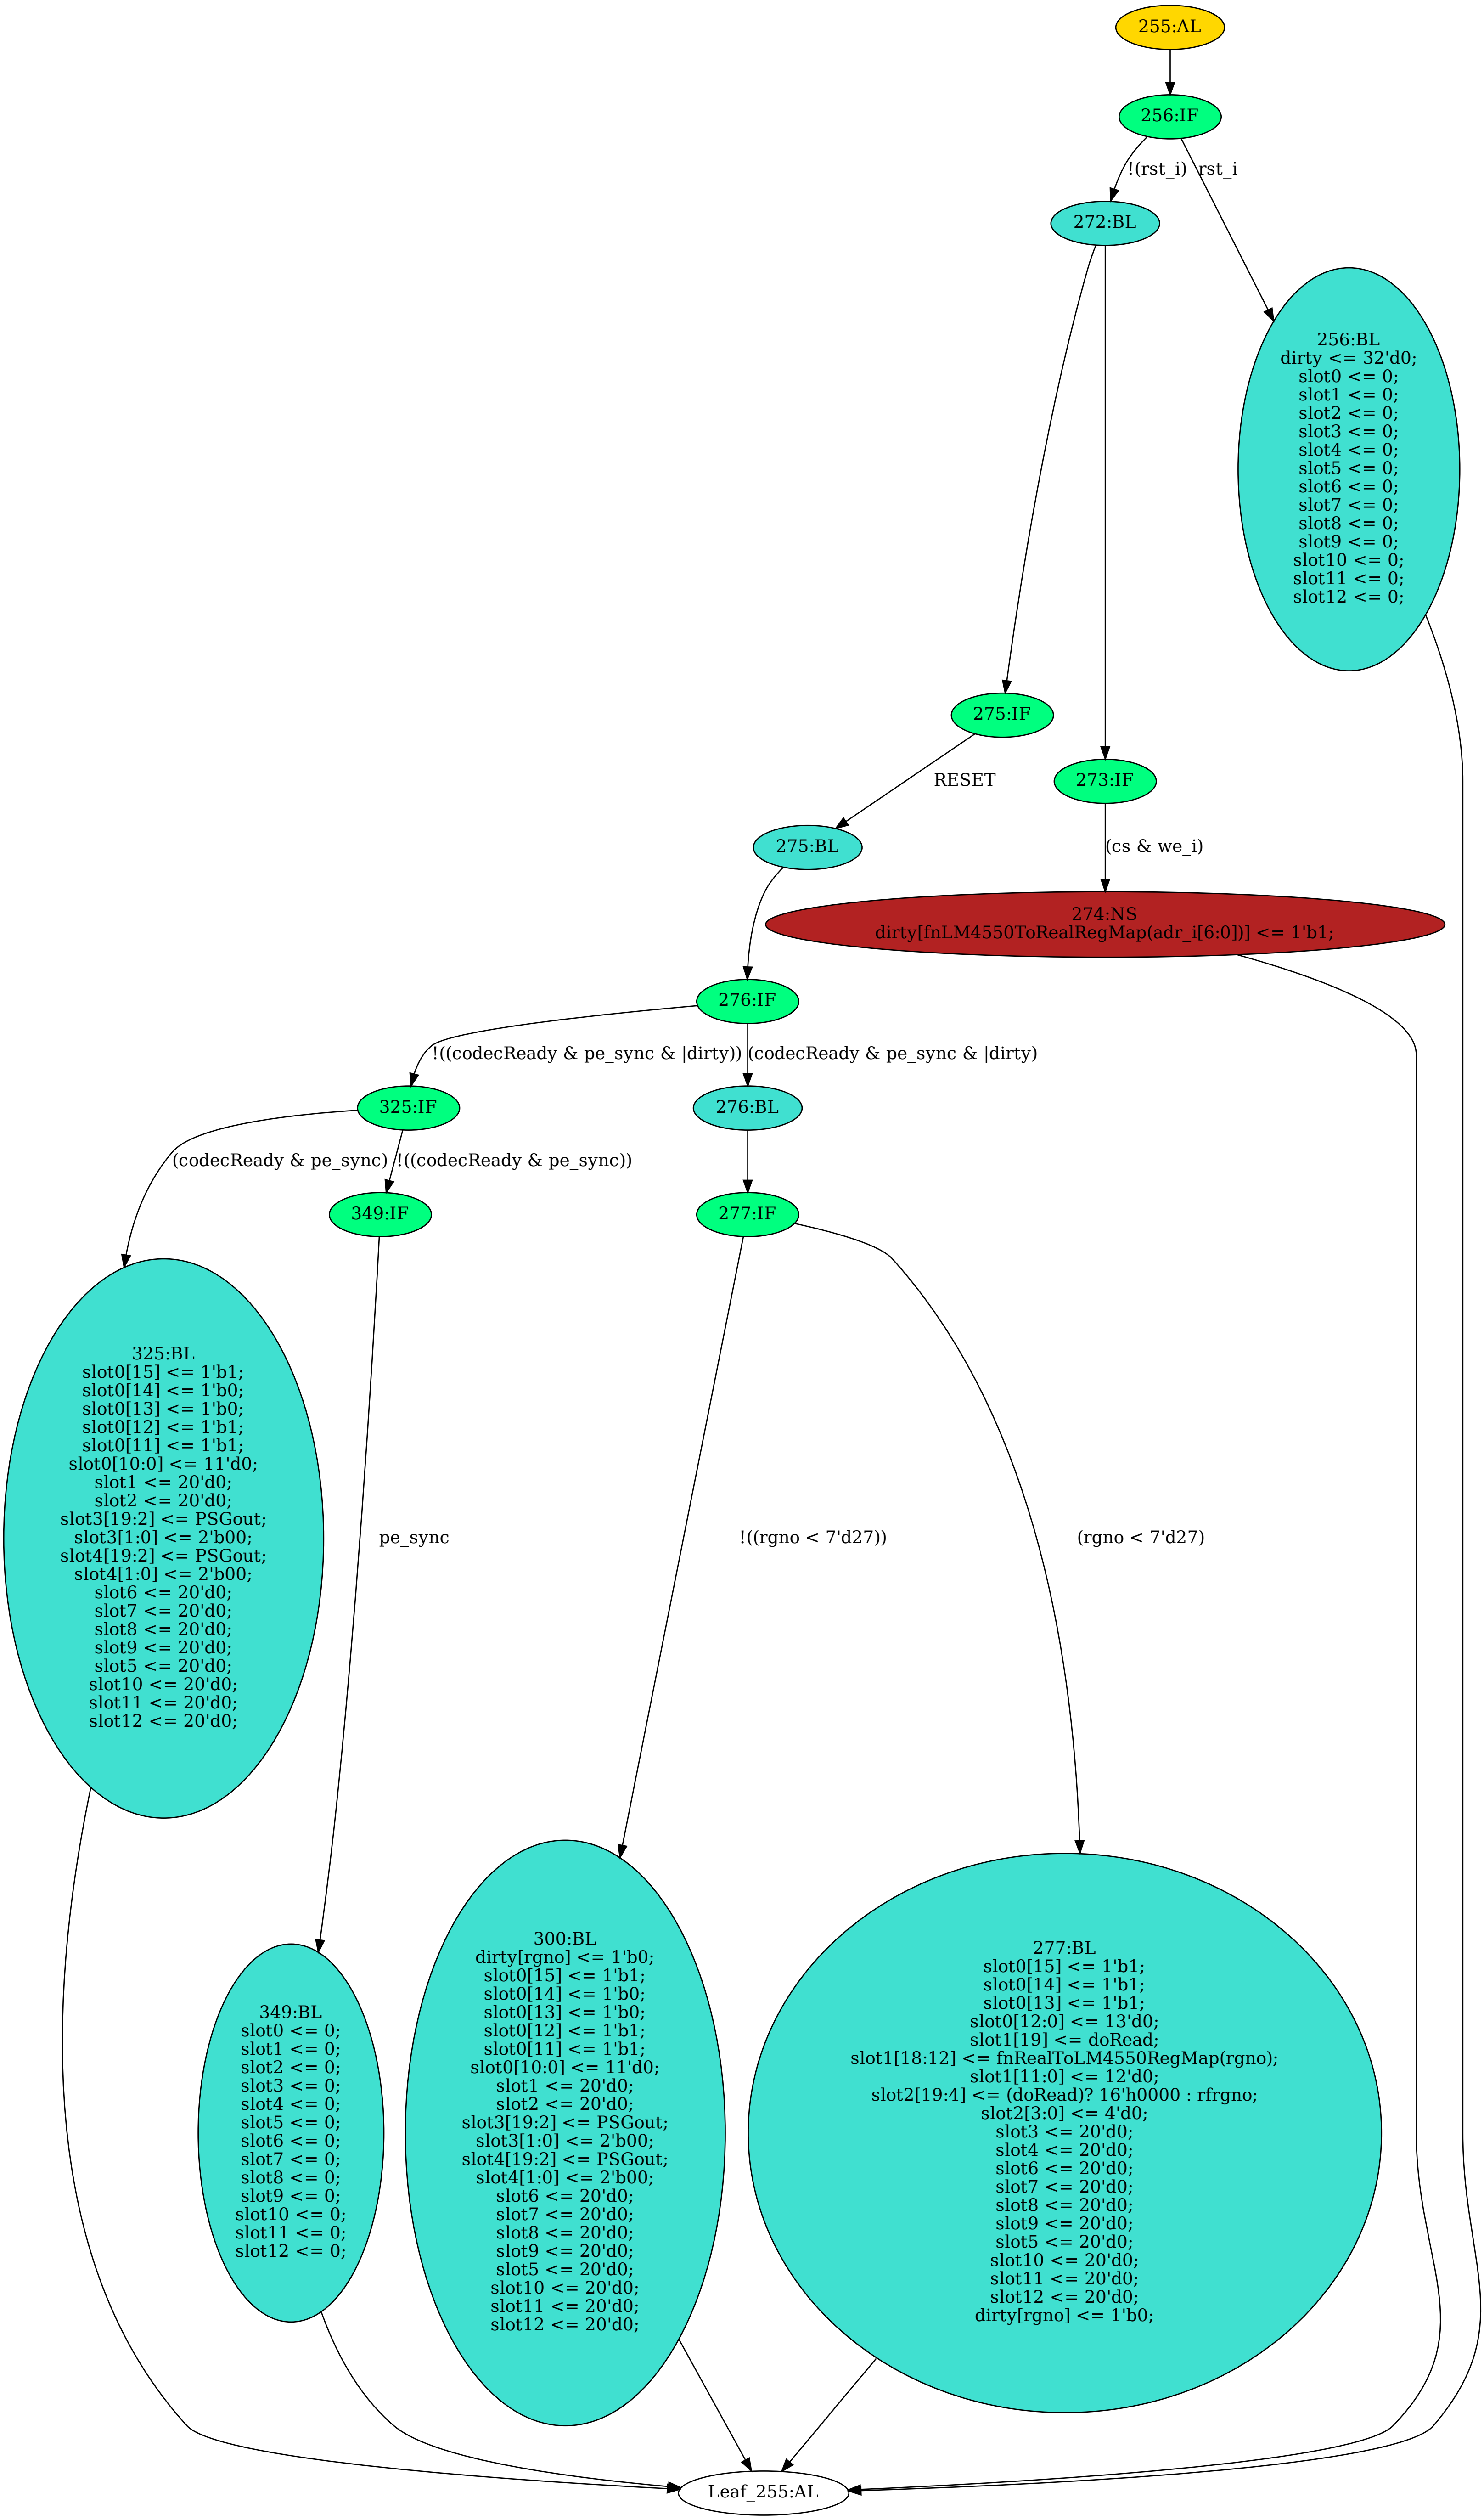 255:AL
256:IF
!(rst_i)
rst_i
272:BL
256:BL
dirty <= 32'd0;
slot0 <= 0;
slot1 <= 0;
slot2 <= 0;
slot3 <= 0;
slot4 <= 0;
slot5 <= 0;
slot6 <= 0;
slot7 <= 0;
slot8 <= 0;
slot9 <= 0;
slot10 <= 0;
slot11 <= 0;
slot12 <= 0;
275:IF
273:IF
RESET
275:BL
(cs & we_i)
274:NS
dirty[fnLM4550ToRealRegMap(adr_i[6:0])] <= 1'b1;
276:IF
!((codecReady & pe_sync & |dirty))
(codecReady & pe_sync & |dirty)
325:IF
276:BL
(codecReady & pe_sync)
!((codecReady & pe_sync))
349:IF
277:IF
325:BL
slot0[15] <= 1'b1;
slot0[14] <= 1'b0;
slot0[13] <= 1'b0;
slot0[12] <= 1'b1;
slot0[11] <= 1'b1;
slot0[10:0] <= 11'd0;
slot1 <= 20'd0;
slot2 <= 20'd0;
slot3[19:2] <= PSGout;
slot3[1:0] <= 2'b00;
slot4[19:2] <= PSGout;
slot4[1:0] <= 2'b00;
slot6 <= 20'd0;
slot7 <= 20'd0;
slot8 <= 20'd0;
slot9 <= 20'd0;
slot5 <= 20'd0;
slot10 <= 20'd0;
slot11 <= 20'd0;
slot12 <= 20'd0;
pe_sync
!((rgno < 7'd27))
(rgno < 7'd27)
349:BL
slot0 <= 0;
slot1 <= 0;
slot2 <= 0;
slot3 <= 0;
slot4 <= 0;
slot5 <= 0;
slot6 <= 0;
slot7 <= 0;
slot8 <= 0;
slot9 <= 0;
slot10 <= 0;
slot11 <= 0;
slot12 <= 0;
300:BL
dirty[rgno] <= 1'b0;
slot0[15] <= 1'b1;
slot0[14] <= 1'b0;
slot0[13] <= 1'b0;
slot0[12] <= 1'b1;
slot0[11] <= 1'b1;
slot0[10:0] <= 11'd0;
slot1 <= 20'd0;
slot2 <= 20'd0;
slot3[19:2] <= PSGout;
slot3[1:0] <= 2'b00;
slot4[19:2] <= PSGout;
slot4[1:0] <= 2'b00;
slot6 <= 20'd0;
slot7 <= 20'd0;
slot8 <= 20'd0;
slot9 <= 20'd0;
slot5 <= 20'd0;
slot10 <= 20'd0;
slot11 <= 20'd0;
slot12 <= 20'd0;
277:BL
slot0[15] <= 1'b1;
slot0[14] <= 1'b1;
slot0[13] <= 1'b1;
slot0[12:0] <= 13'd0;
slot1[19] <= doRead;
slot1[18:12] <= fnRealToLM4550RegMap(rgno);
slot1[11:0] <= 12'd0;
slot2[19:4] <= (doRead)? 16'h0000 : rfrgno;
slot2[3:0] <= 4'd0;
slot3 <= 20'd0;
slot4 <= 20'd0;
slot6 <= 20'd0;
slot7 <= 20'd0;
slot8 <= 20'd0;
slot9 <= 20'd0;
slot5 <= 20'd0;
slot10 <= 20'd0;
slot11 <= 20'd0;
slot12 <= 20'd0;
dirty[rgno] <= 1'b0;
Leaf_255:AL